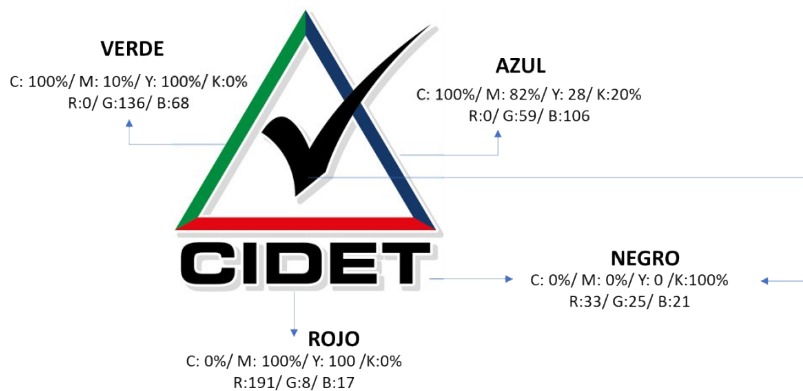 VERDE
C: 100%/ M: 10%/ Y: 100%/ K:0%
R:0/ G:136/ B:68
AZUL
C: 100%/ M: 82%/ Y: 28/ K:20%
R:0/ G:59/ B:106
CIDET
NEGRO
C: 0%/ M: 0%/ Y: 0 /K:100%
R:33/ G:25/ B:21
ROJO
C: 0%/ M: 100%/ Y: 100 /K:0%
R:191/ G:8/ B:17